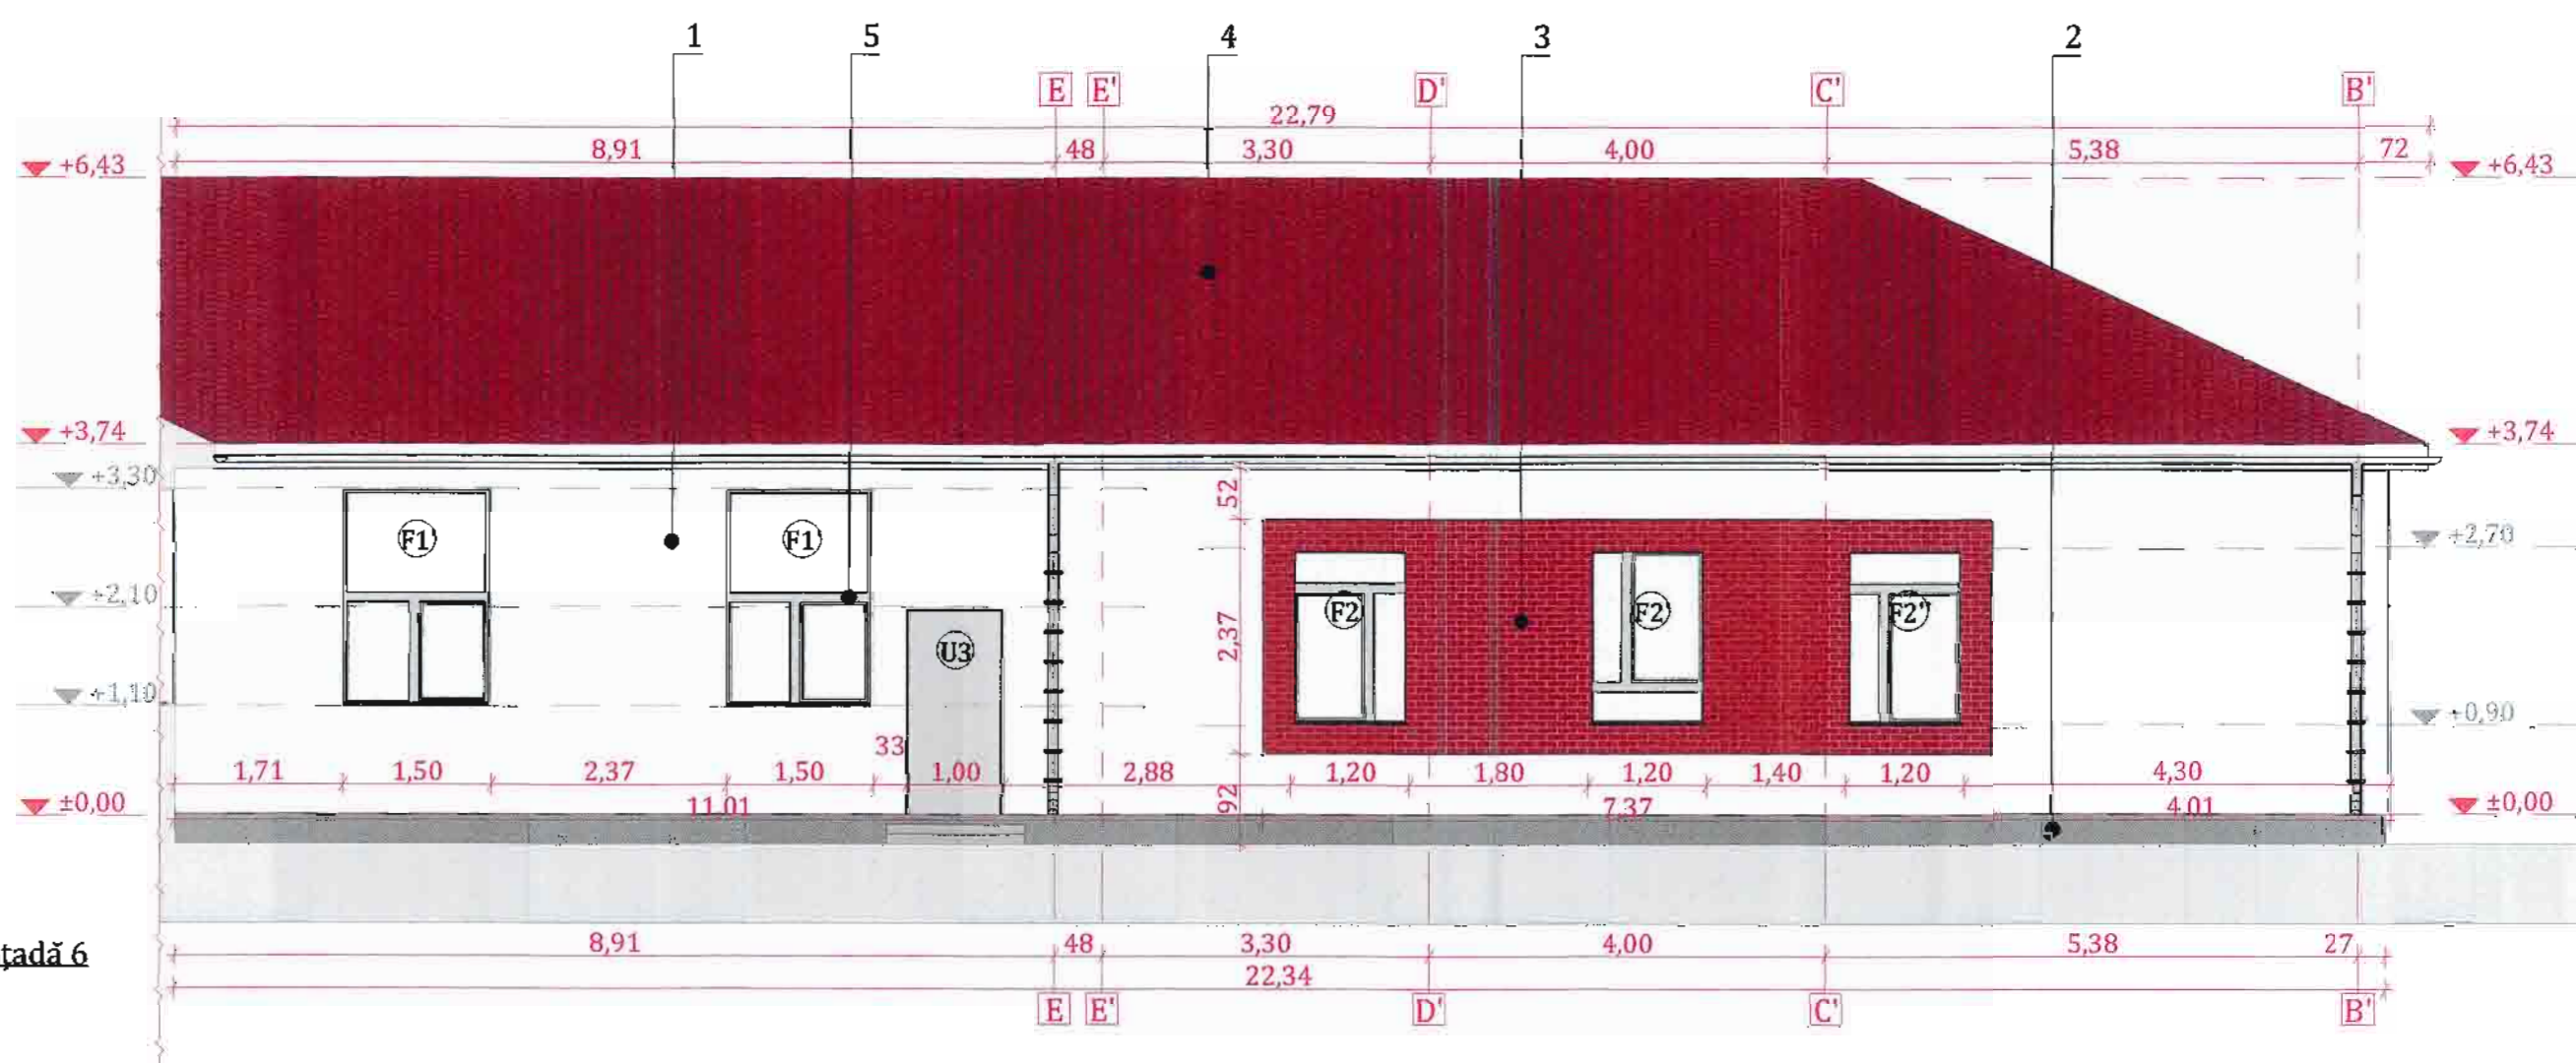 1 5 4 3 2
E E' D' C' B'
22,79
8,91 48 3,30 4,00 5,38 72
+6,43 +6,43
+3,74 +3,74
+3,30
52
F1' F1' +2,70
+2,10 F2 F2' F2'
U3 2,37
+1,10 +0,90
33
1,71 1,50 2,37 1,50 1,00 2,88 1,20 1,80 1,20 1,40 1,20 4,30
±0,00 11,01 92 7,37 4,01 ±0,00
țadă 6 8,91 48 3,30 4,00 5,38 27
22,34
E E' D' C' B'